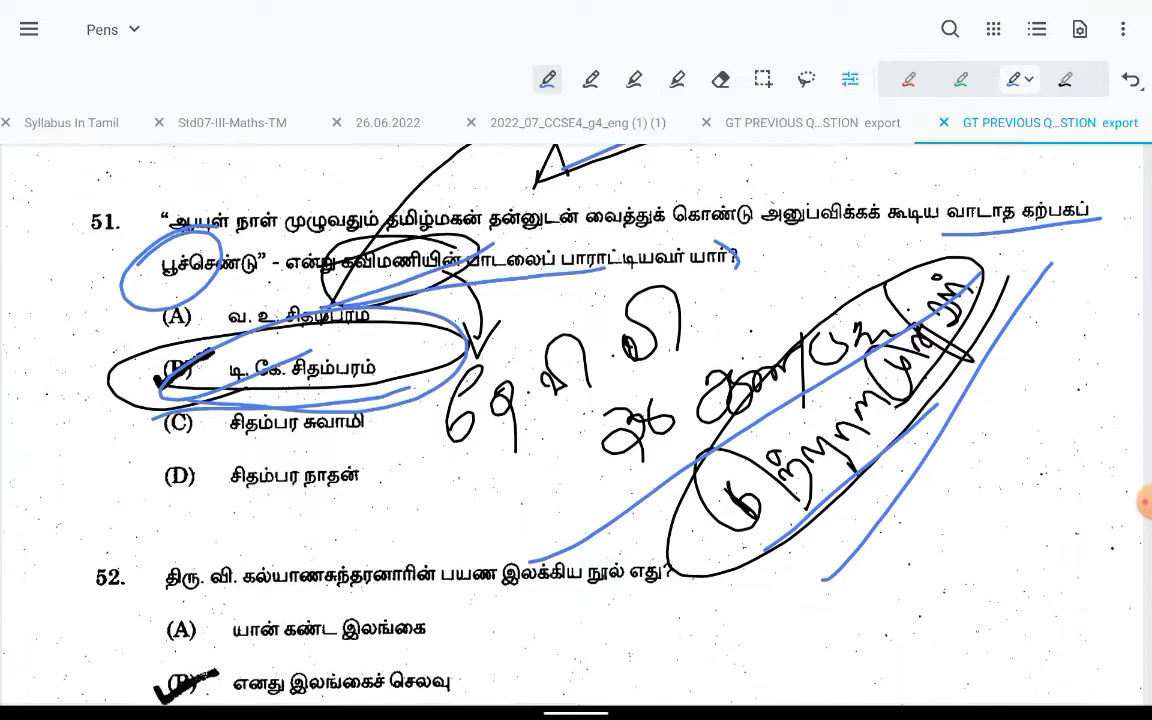 Pens
Syllabus In Tamil
Std07-III-Maths-TM
26.06.2022
2022_07_CCSE4_g4_eng (1) (1)
GT PREVIOUS Q...STION export
GT PREVIOUS Q...STION export
51. "ஆயுள் நாள் முழுவதும் தமிழ்மகன் தன்னுடன் வைத்துக் கொண்டு அனுப்விக்கக் கூடிய வாடாத கற்பகப்
பூச்செண்டு" - என்று கவிமணியின் பாடலைப் பாராட்டியவர் யார்?
(A) வ. உ. சிதம்பரம்
(B) டி. கே. சிதம்பரம்
(C) சிதம்பர சுவாமி
(D) சிதம்பர நாதன்
52. திரு. வி. கல்யாணசுந்தரனாரின் பயண இலக்கிய நூல் எது?
(A) யான் கண்ட இலங்கை
(B) எனது இலங்கைச் செலவு